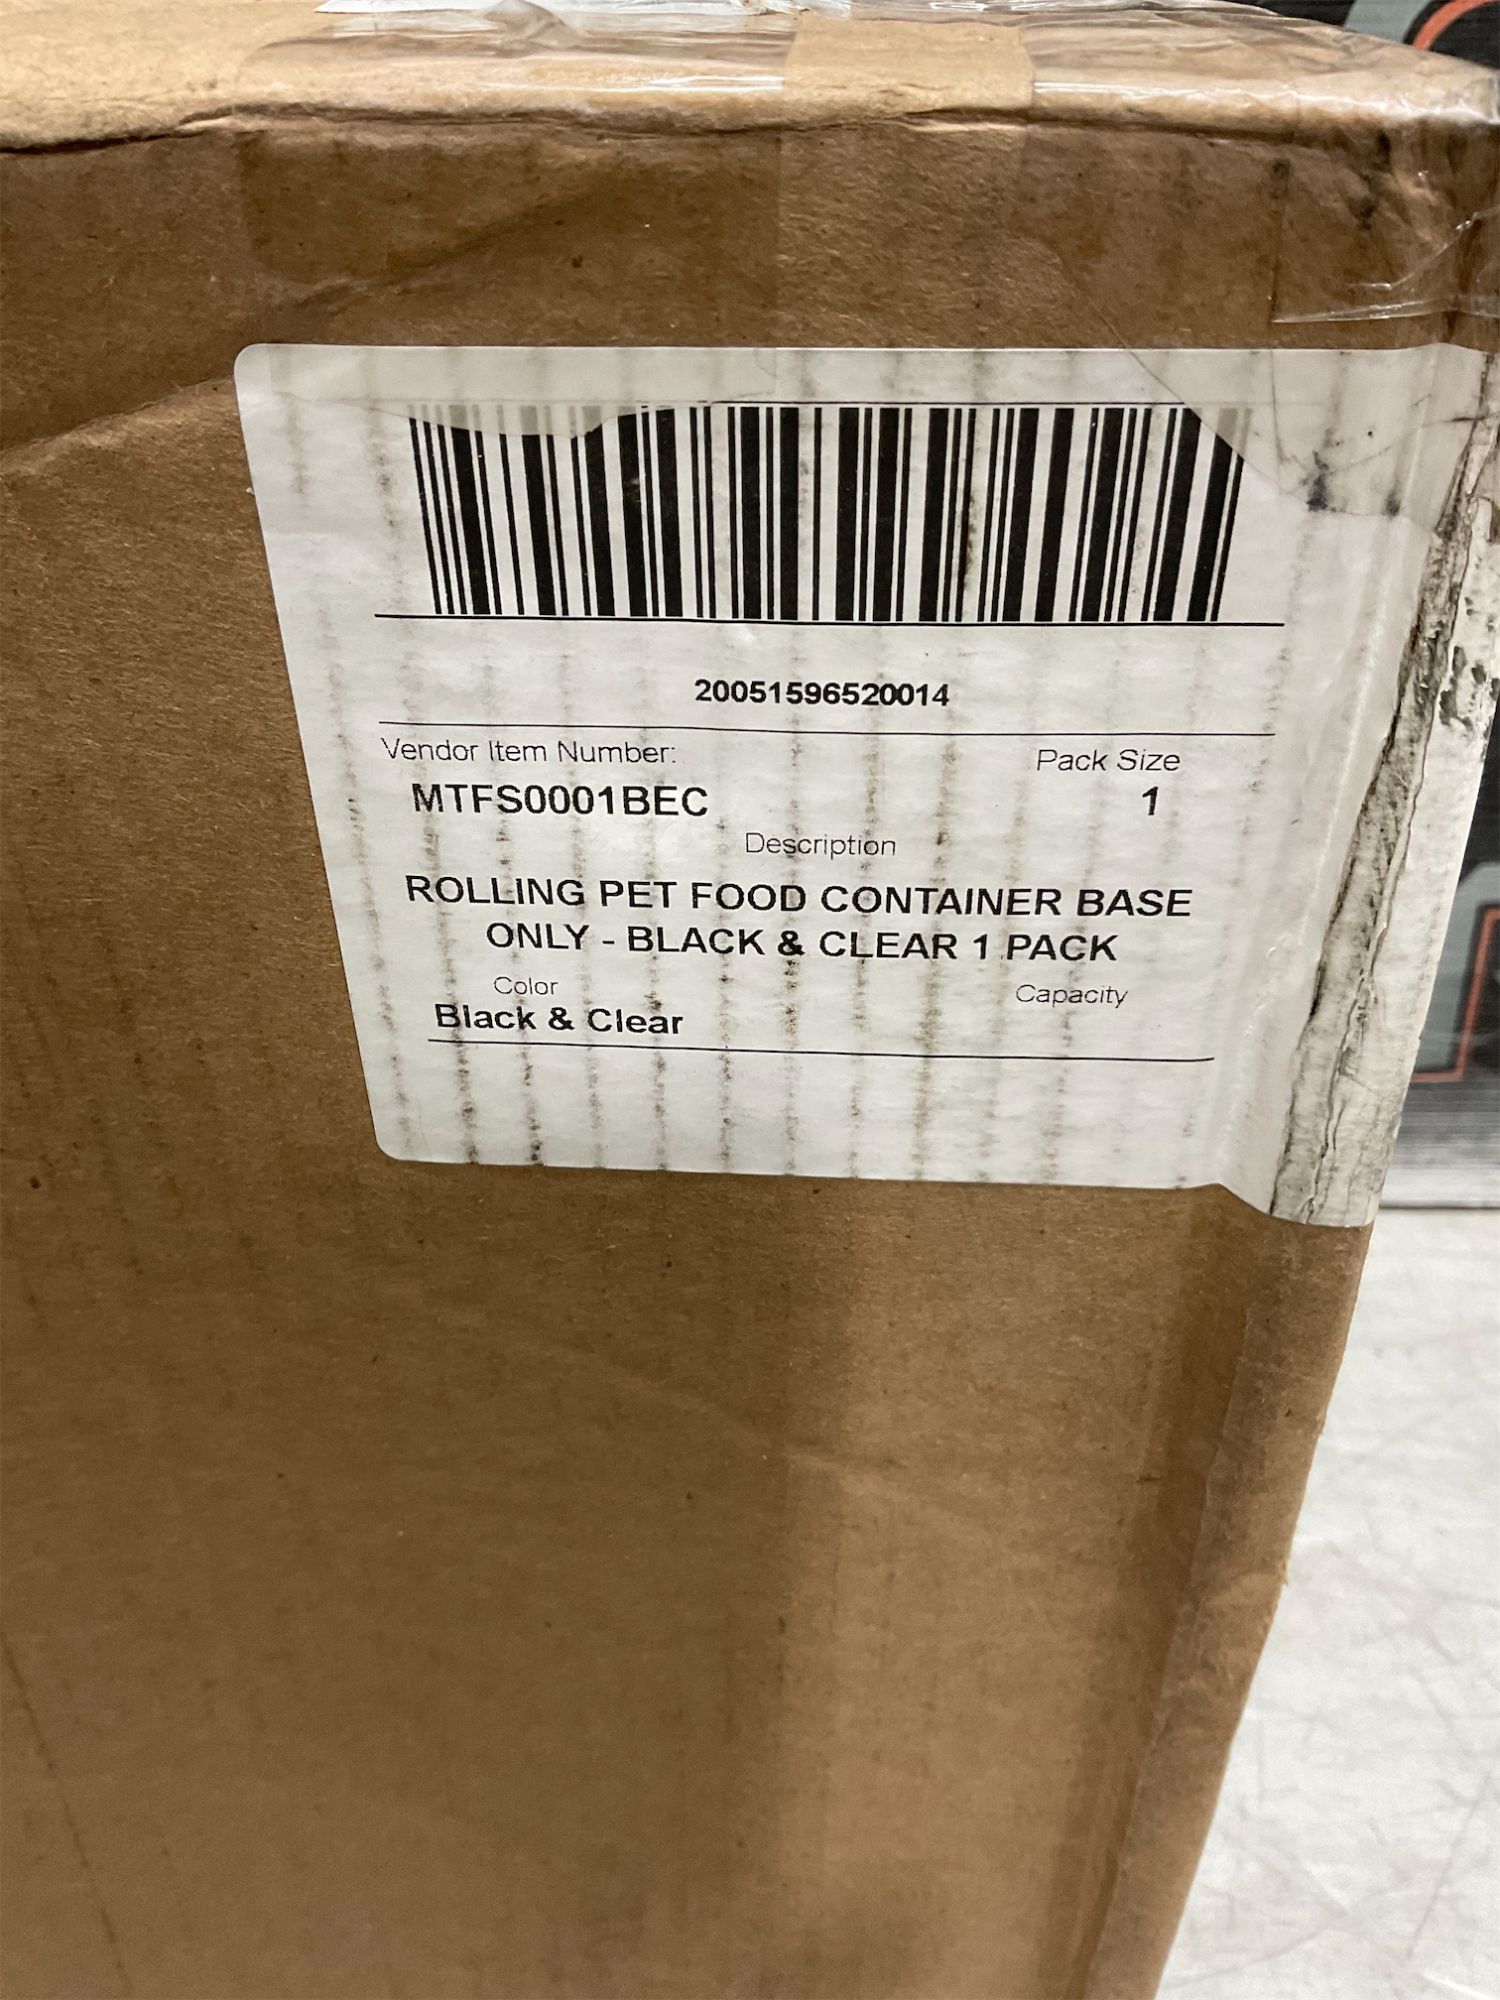 20051596520014
Vendor Item Number: Pack Size
MTFS0001BEC 1
Description
ROLLING PET FOOD CONTAINER BASE
ONLY - BLACK & CLEAR 1 PACK
Color Capacity
Black & Clear